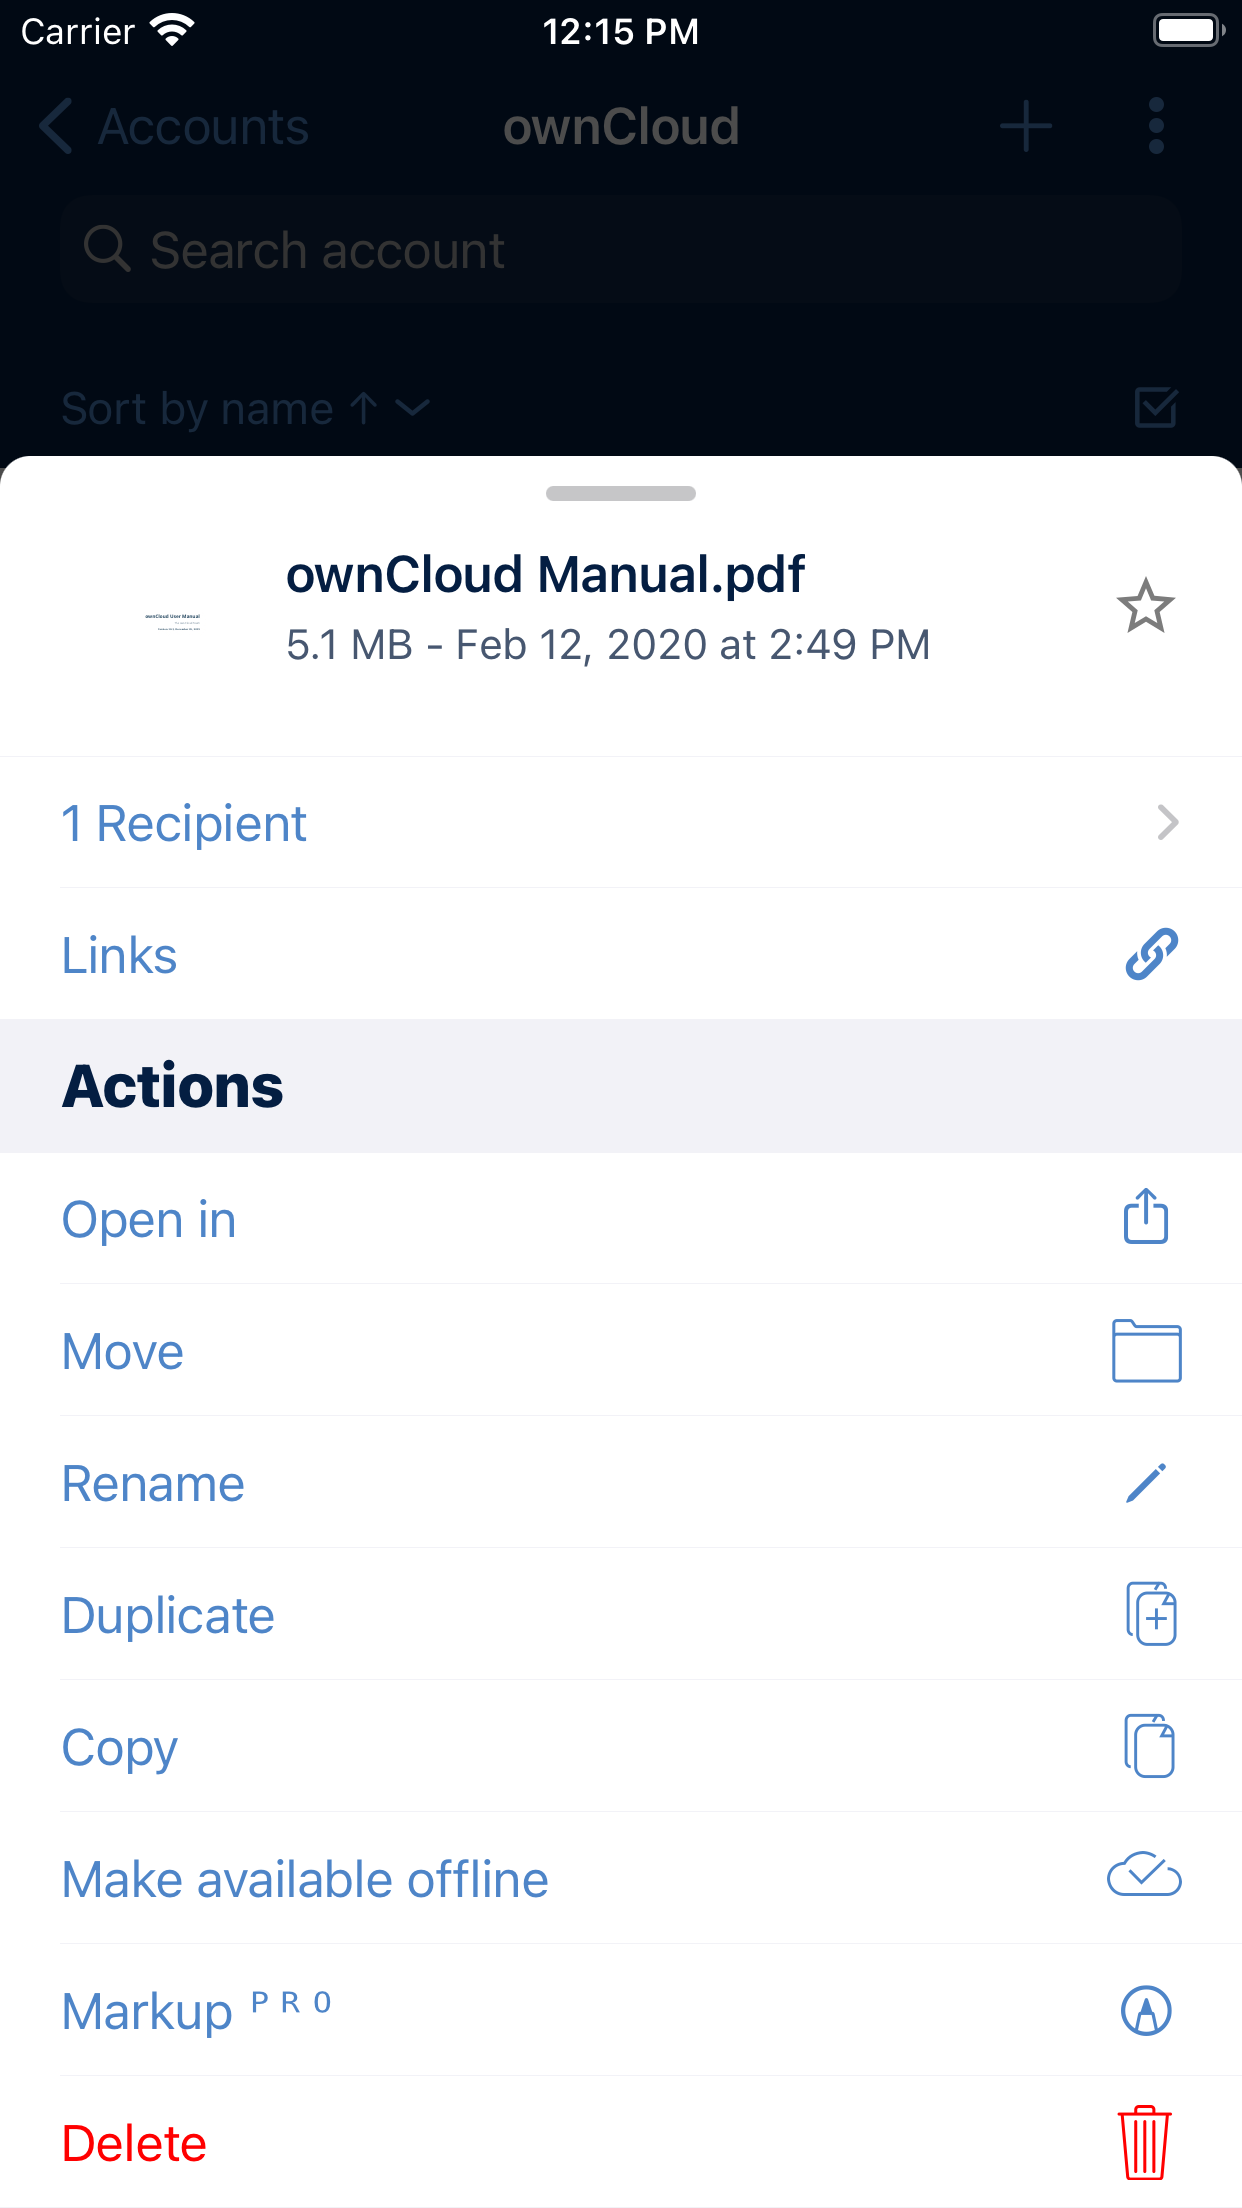 Carrier 12:15 PM
Accounts ownCloud
Search account
Sort by name
ownCloud Manual.pdf
ownCloud User Manual
5.1 MB - Feb 12, 2020 at 2:49 PM
1 Recipient
Links
Actions
Open in
Move
Rename
Duplicate
Copy
Make available offline
Markup PRO
Delete